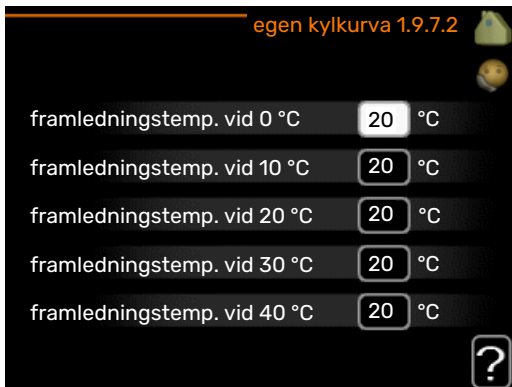 egen kylkurva 1.9.7.2
framledningstemp. vid 0 °C 20 °C
framledningstemp. vid 10 °C 20 °C
framledningstemp. vid 20 °C 20 °C
framledningstemp. vid 30 °C 20 °C
framledningstemp. vid 40 °C 20 °C
?